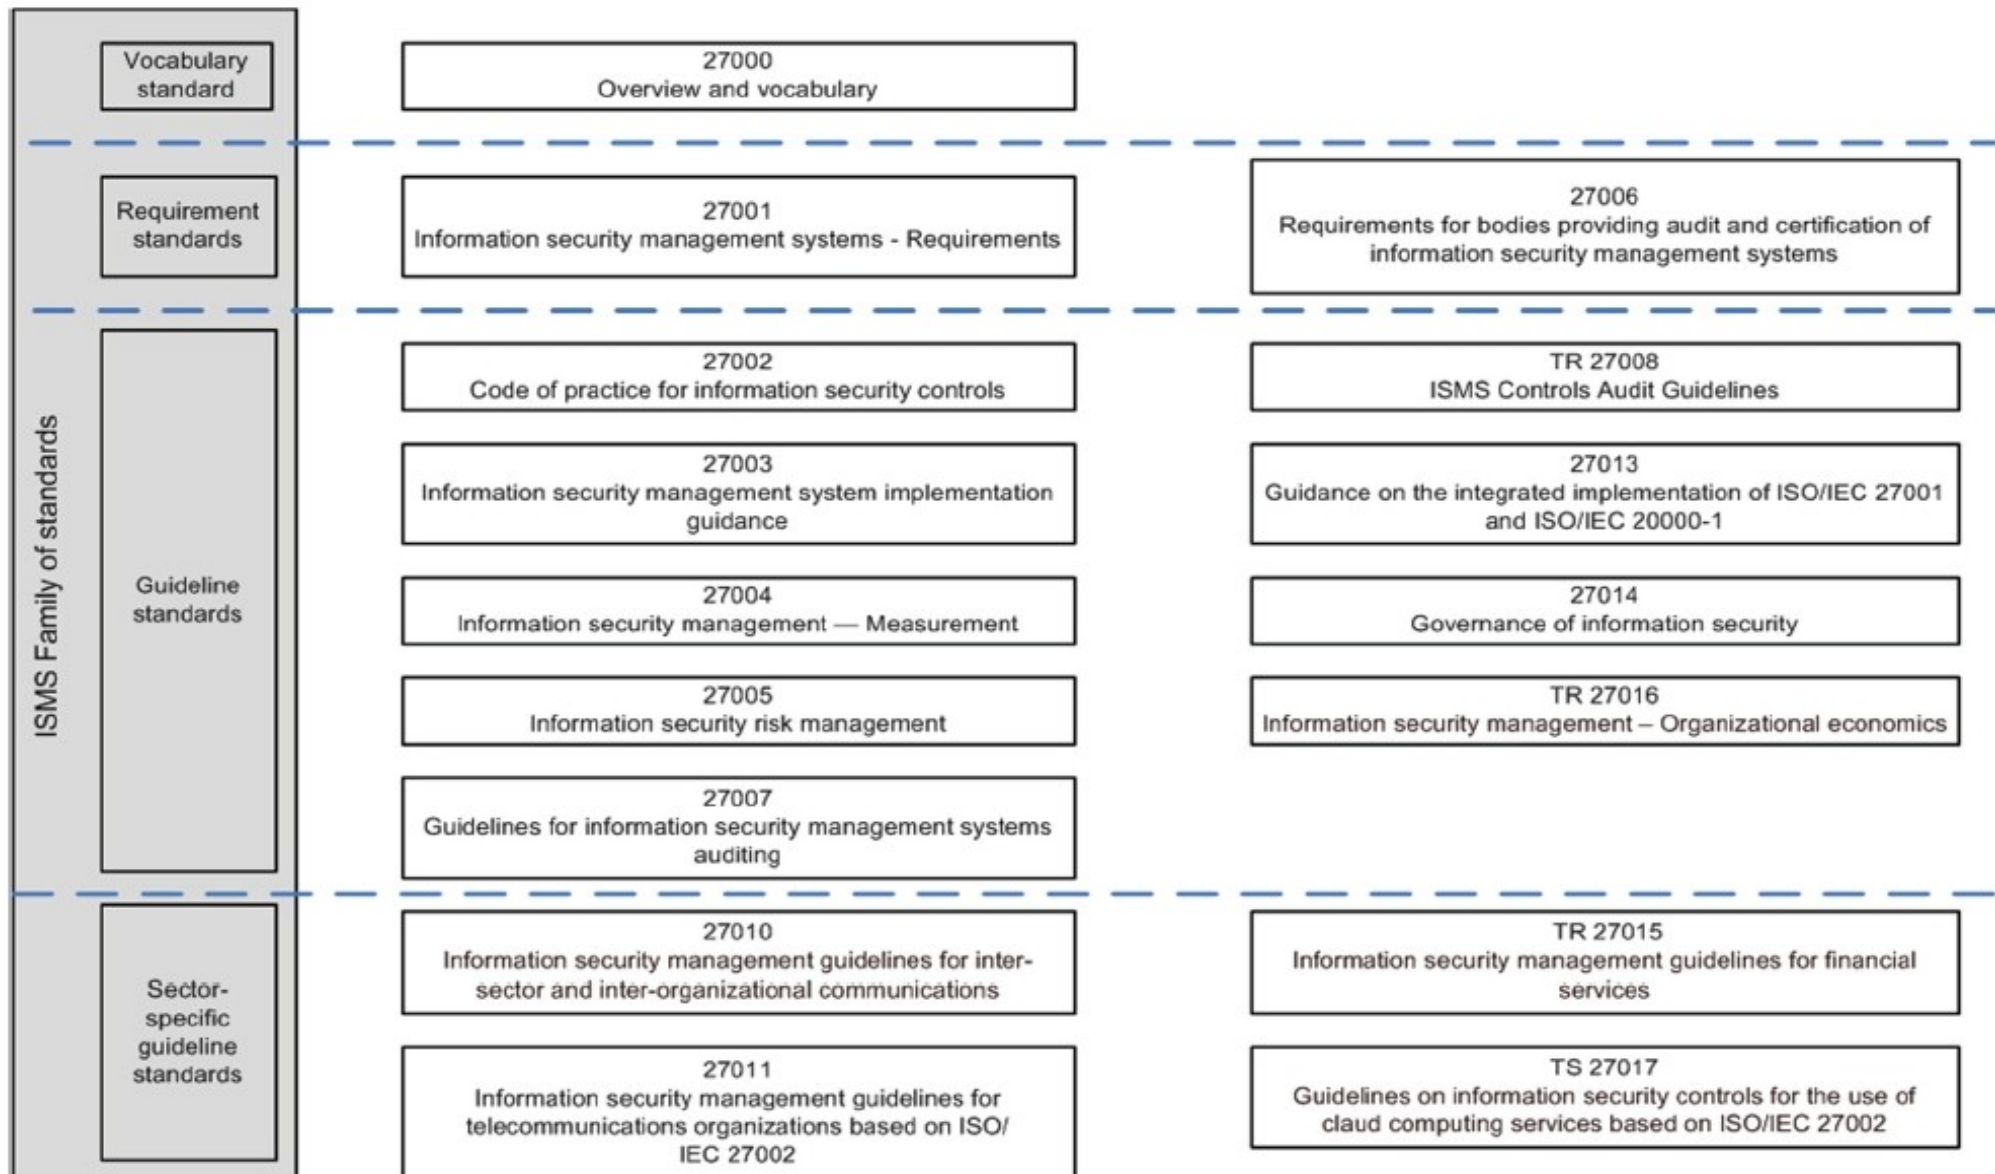 ISMS Family of standards
Vocabulary
standard
27000
Overview and vocabulary
Requirement
standards
27001
Information security management systems - Requirements
27006
Requirements for bodies providing audit and certification of
information security management systems
Guideline
standards
27002
Code of practice for information security controls
TR 27008
ISMS Controls Audit Guidelines
27003
Information security management system implementation
guidance
27013
Guidance on the integrated implementation of ISO/IEC 27001
and ISO/IEC 20000-1
27004
Information security management — Measurement
27014
Governance of information security
27005
Information security risk management
TR 27016
Information security management – Organizational economics
27007
Guidelines for information security management systems
auditing
Sector-
specific
guideline
standards
27010
Information security management guidelines for inter-
sector and inter-organizational communications
TR 27015
Information security management guidelines for financial
services
27011
Information security management guidelines for
telecommunications organizations based on ISO/
IEC 27002
TS 27017
Guidelines on information security controls for the use of
claud computing services based on ISO/IEC 27002